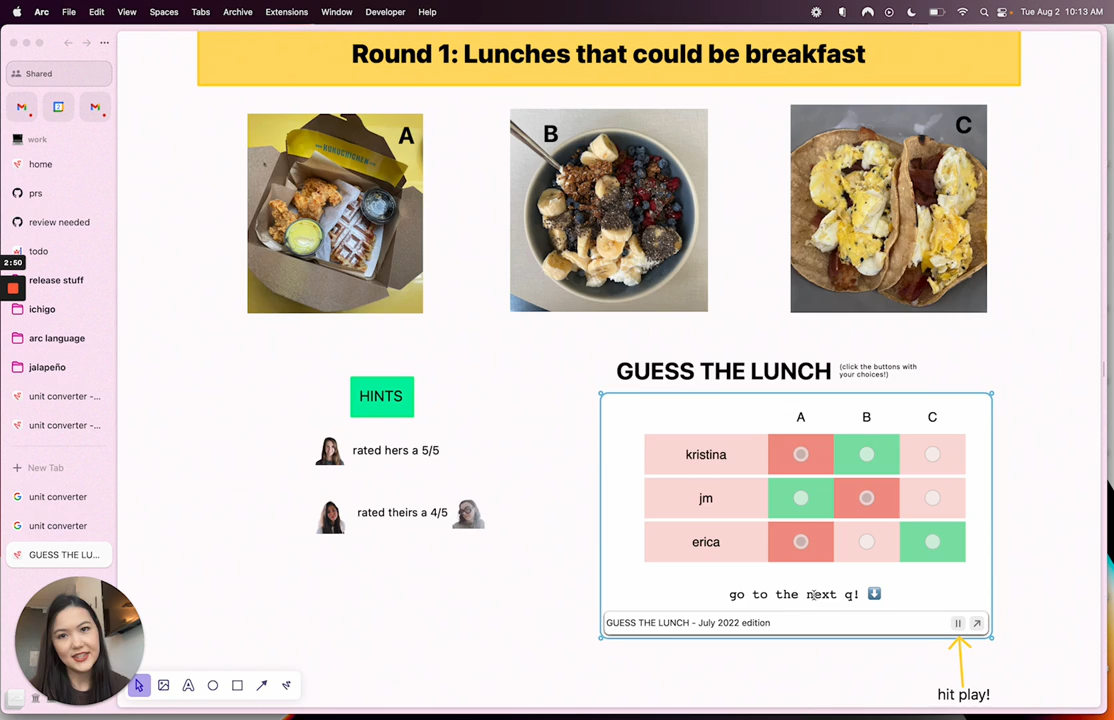 Arc File Edit View Spaces Tabs Archive Extensions Window Developer Help
Tue Aug 2 10:13 AM
Shared
work
home
prs
review needed
todo
2:50
release stuff
ichigo
arc language
jalapeño
unit converter -...
unit converter -...
New Tab
unit converter
unit converter
GUESS THE LU...
Round 1: Lunches that could be breakfast
A
B
C
HINTS
rated hers a 5/5
rated theirs a 4/5
GUESS THE LUNCH
(click the buttons with
your choices!)
A B C
kristina
jm
erica
go to the next q! ⬇️
GUESS THE LUNCH - July 2022 edition
hit play!